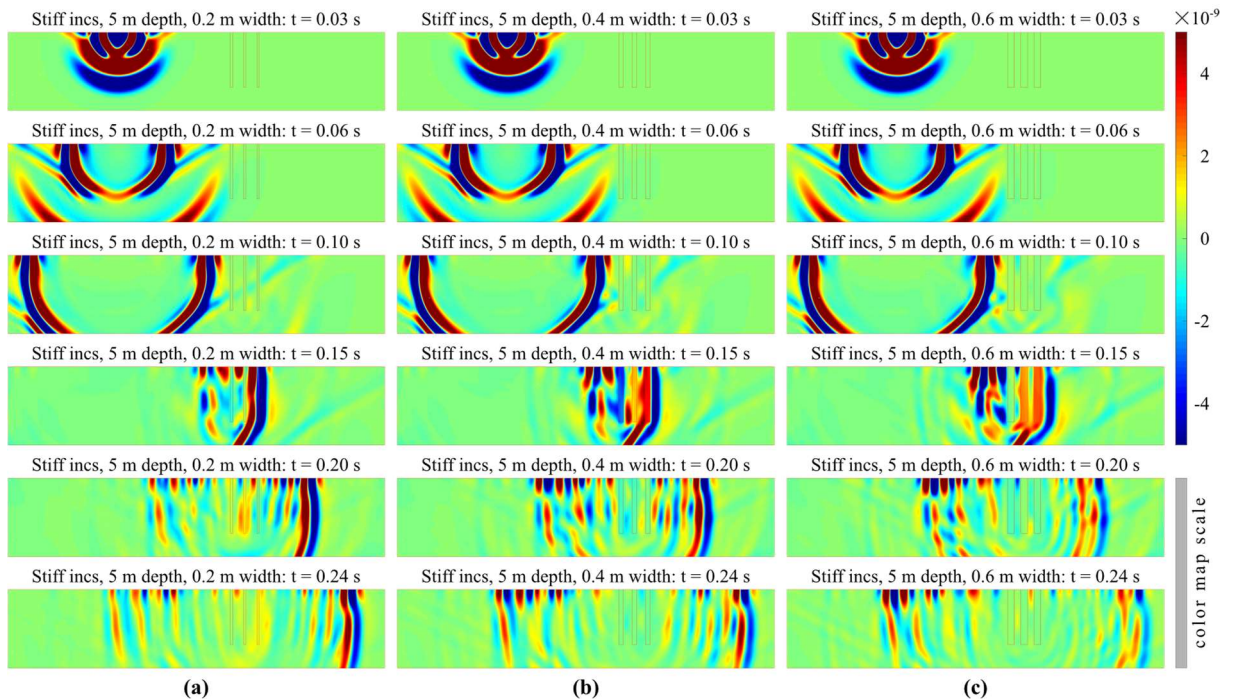 Stiff incs, 5 m depth, 0.2 m width: t = 0.03 s
Stiff incs, 5 m depth, 0.4 m width: t = 0.03 s
Stiff incs, 5 m depth, 0.6 m width: t = 0.03 s
×10-9
4
Stiff incs, 5 m depth, 0.2 m width: t = 0.06 s
Stiff incs, 5 m depth, 0.4 m width: t = 0.06 s
Stiff incs, 5 m depth, 0.6 m width: t = 0.06 s
2
Stiff incs, 5 m depth, 0.2 m width: t = 0.10 s
Stiff incs, 5 m depth, 0.4 m width: t = 0.10 s
Stiff incs, 5 m depth, 0.6 m width: t = 0.10 s
0
-2
Stiff incs, 5 m depth, 0.2 m width: t = 0.15 s
Stiff incs, 5 m depth, 0.4 m width: t = 0.15 s
Stiff incs, 5 m depth, 0.6 m width: t = 0.15 s
-4
Stiff incs, 5 m depth, 0.2 m width: t = 0.20 s
Stiff incs, 5 m depth, 0.4 m width: t = 0.20 s
Stiff incs, 5 m depth, 0.6 m width: t = 0.20 s
Stiff incs, 5 m depth, 0.2 m width: t = 0.24 s
Stiff incs, 5 m depth, 0.4 m width: t = 0.24 s
Stiff incs, 5 m depth, 0.6 m width: t = 0.24 s
color map scale
(a)
(b)
(c)